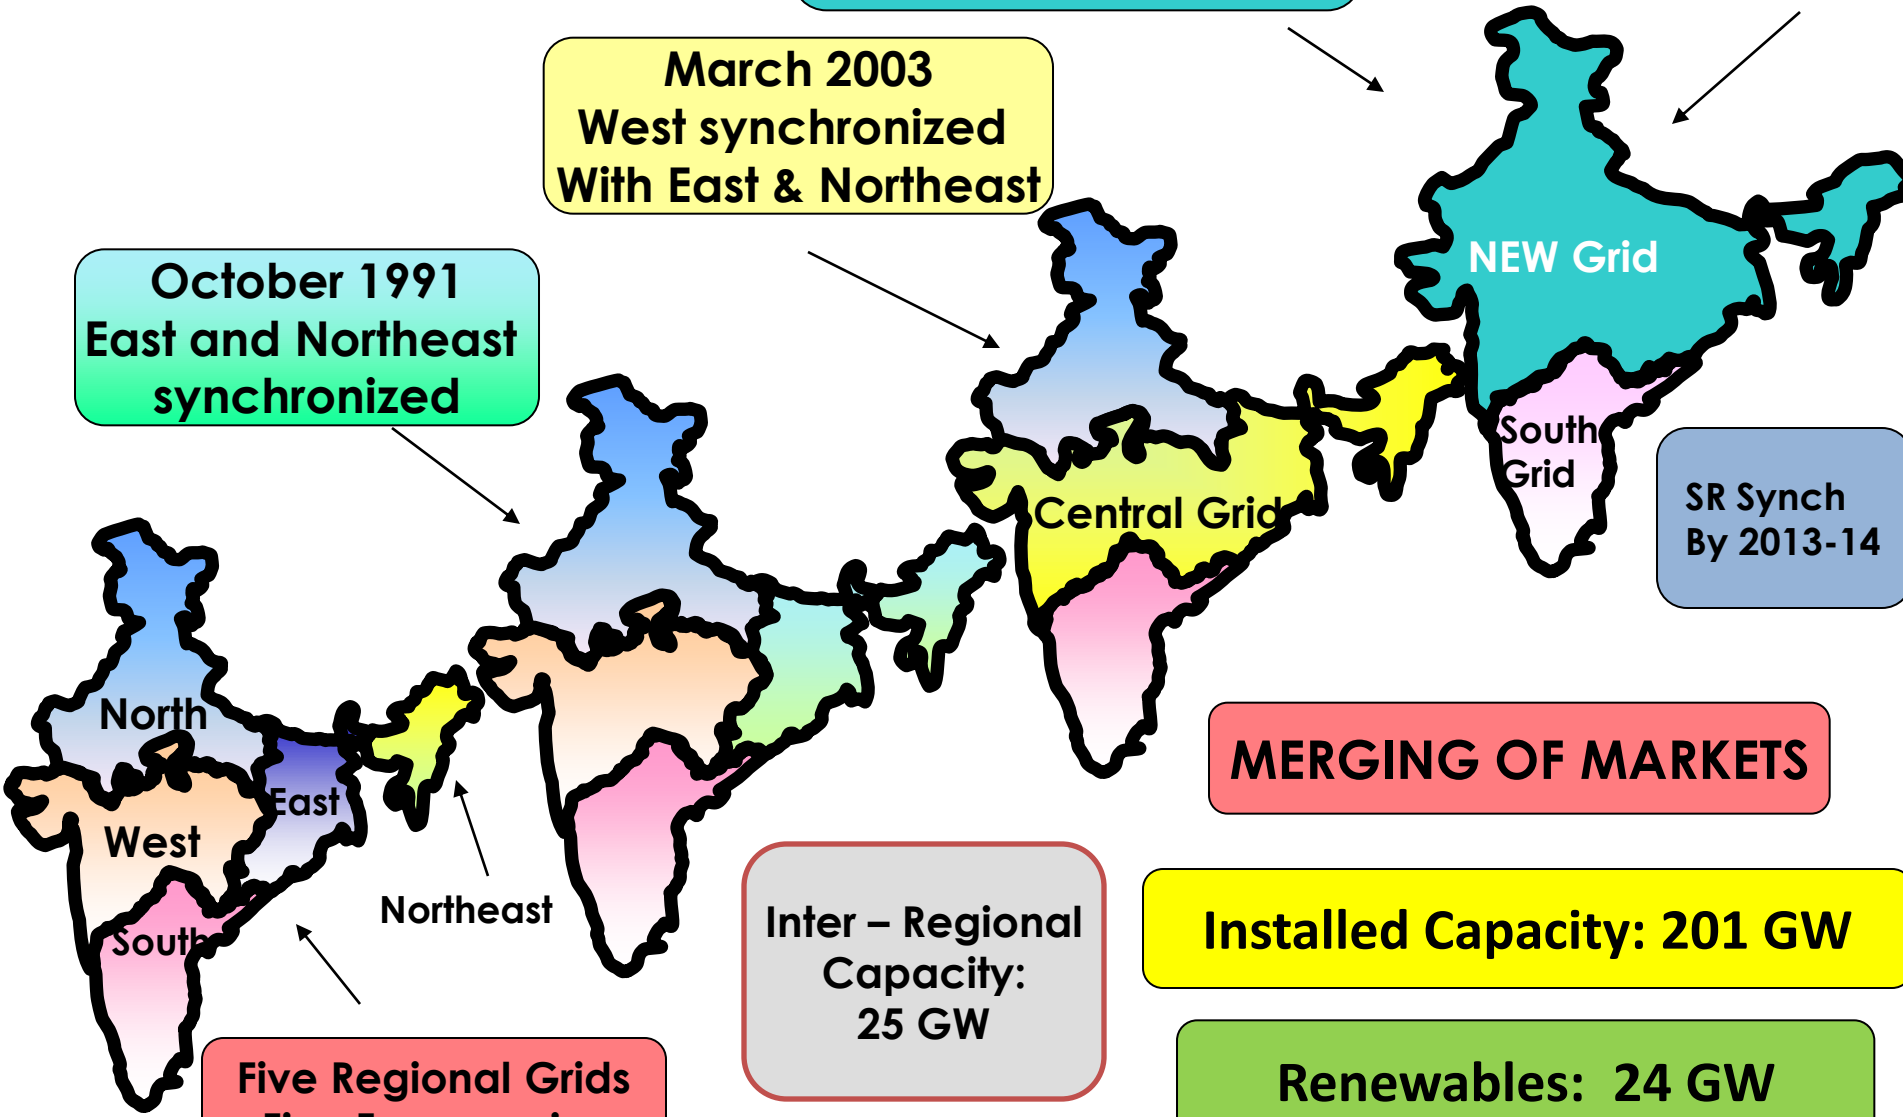 March 2003
West synchronized
With East & Northeast
October 1991
East and Northeast
synchronized
NEW Grid
South
Grid
SR Synch
By 2013-14
Central Grid
North
East
West
South
Northeast
MERGING OF MARKETS
Inter – Regional
Capacity:
25 GW
Installed Capacity: 201 GW
Renewables: 24 GW
Five Regional Grids